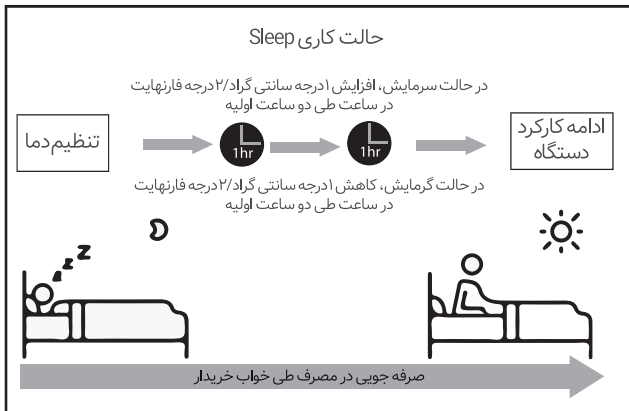 حالت کاری Sleep
در حالت سرمایش، افزایش ۱ درجه سانتی گراد/۲ درجه فارنهایت
در ساعت طی دو ساعت اولیه
تنظیم دما
1hr
1hr
ادامه کارکرد
دستگاه
در حالت گرمایش، کاهش ۱ درجه سانتی گراد/۲ درجه فارنهایت
در ساعت طی دو ساعت اولیه
z z Z
صرفه جویی در مصرف طی خواب خریدار